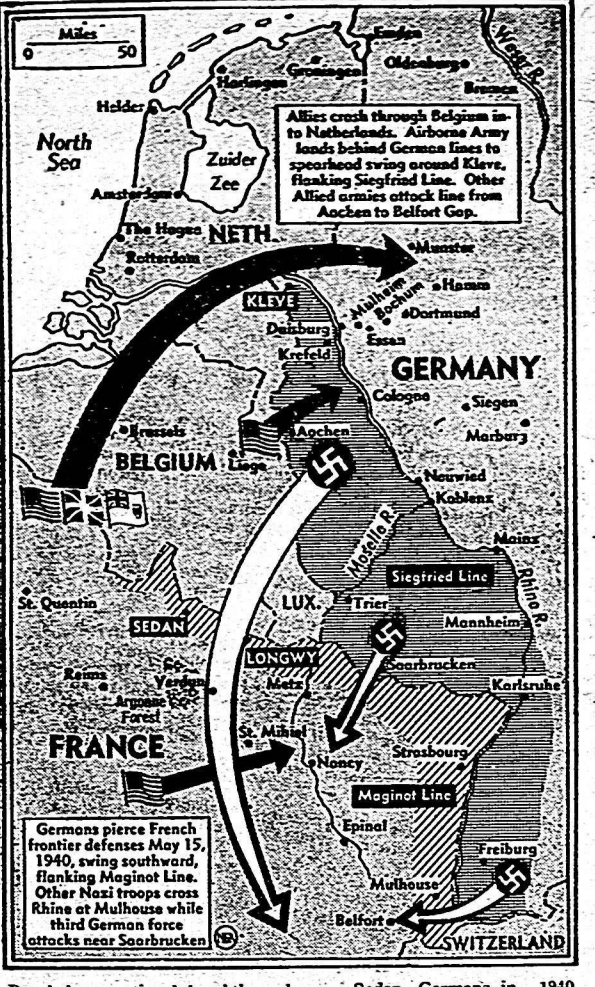 Miles
0 50
Emden
Groningen
Oldenburg
Weser R.
Harlingen
Bremen
Helder
North
Sea
Zuider
Zee
Allies crash through Belgium in-
to Netherlands. Airborne Army
lands behind German lines to
spearhead swing around Kleve,
flanking Siegfried Line. Other
Allied armies attack line from
Aachen to Belfort Gap.
Amsterdam
The Hague
NETH.
Rotterdam
Munster
KLEVE
Mulheim
Bochum
Hamm
Dortmund
Duisburg
Essen
Krefeld
GERMANY
Cologne
Siegen
Marburg
Brussels
Aachen
BELGIUM
Liege
Neuwied
Koblenz
Moselle R.
Mainz
Siegfried Line
Rhine R.
St. Quentin
LUX.
Trier
SEDAN
Mannheim
LONGWY
Saarbrucken
Reims
Verdun
Metz
Karlsruhe
Argonne
Forest
St. Mihiel
FRANCE
Strasbourg
Nancy
Maginot Line
Epinal
Germans pierce French
frontier defenses May 15,
1940, swing southward,
flanking Maginot Line.
Other Nazi troops cross
Rhine at Mulhouse while
third German force
attacks near Saarbrucken
NEA
Freiburg
Mulhouse
Belfort
SWITZERLAND